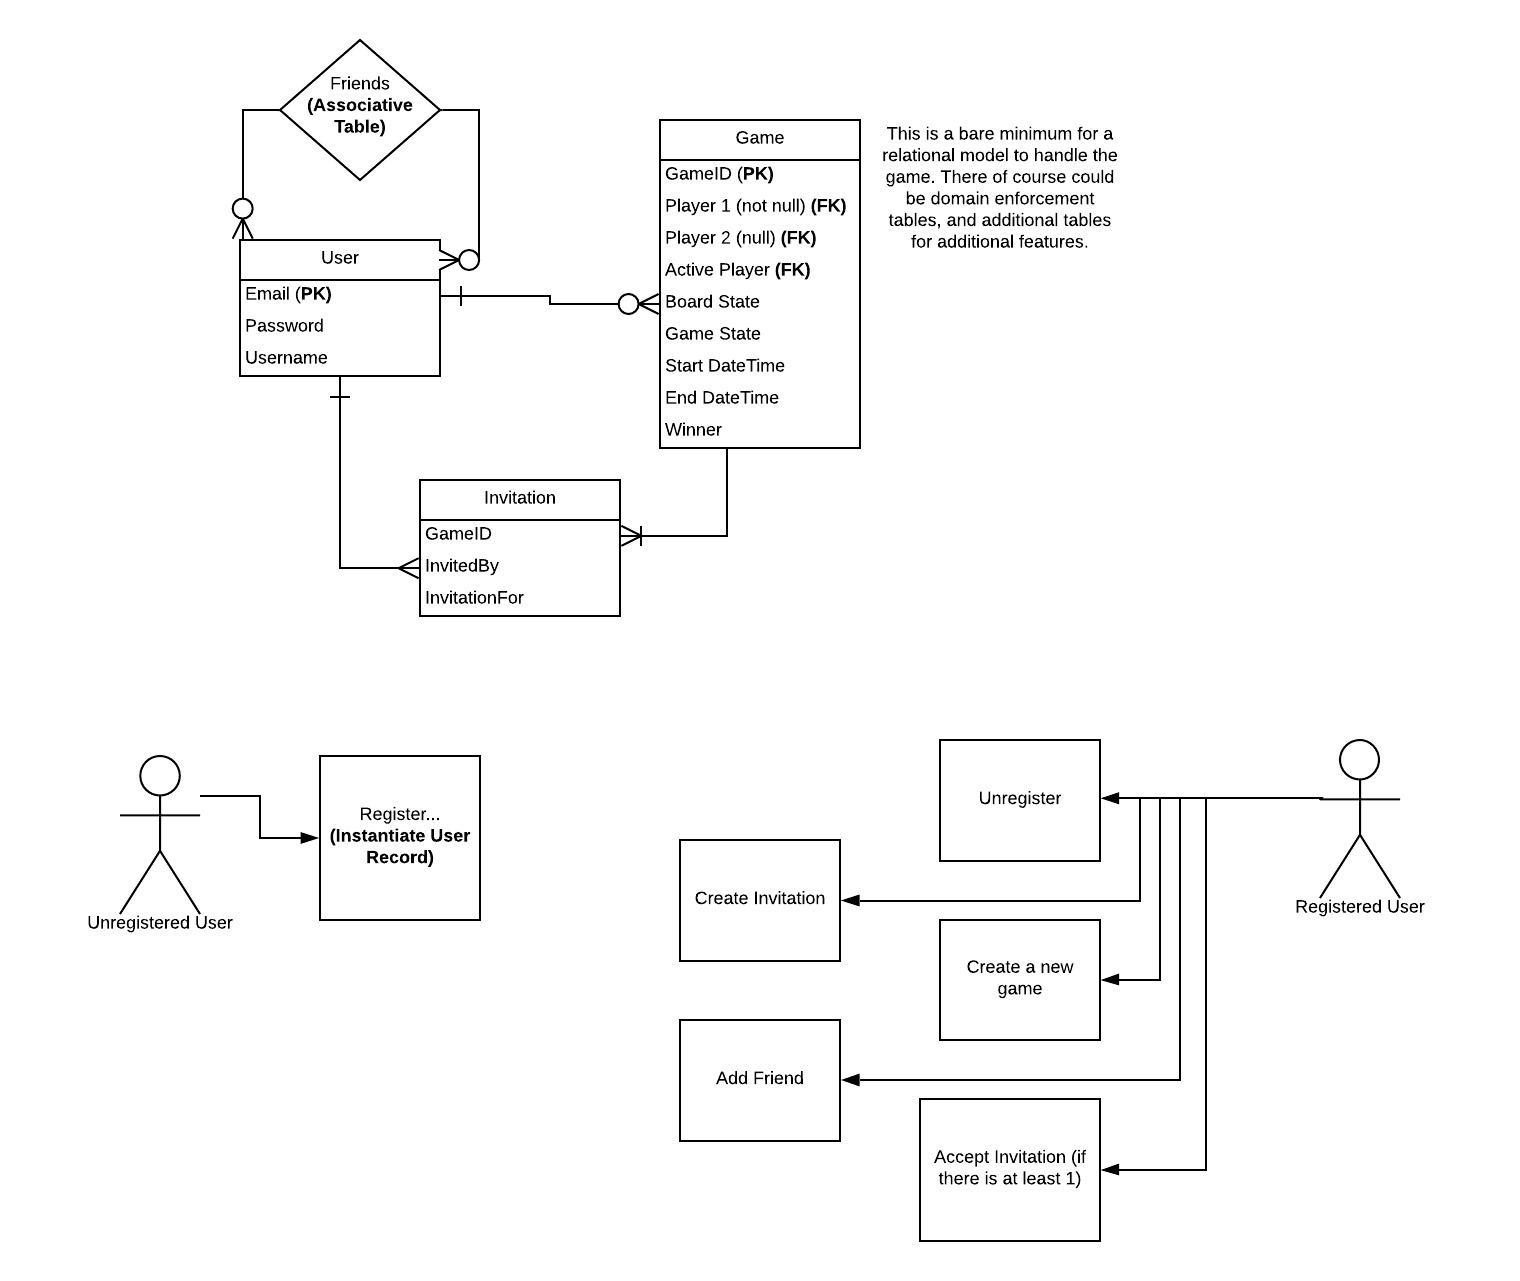 Friends
(Associative
Table)
Game
GameID (PK)
Player 1 (not null) (FK)
Player 2 (null) (FK)
Active Player (FK)
Board State
Game State
Start DateTime
End DateTime
Winner
This is a bare minimum for a
relational model to handle the
game. There of course could
be domain enforcement
tables, and additional tables
for additional features.
User
Email (PK)
Password
Username
Invitation
GameID
InvitedBy
InvitationFor
Unregistered User
Register...
(Instantiate User
Record)
Unregister
Create Invitation
Registered User
Create a new
game
Add Friend
Accept Invitation (if
there is at least 1)